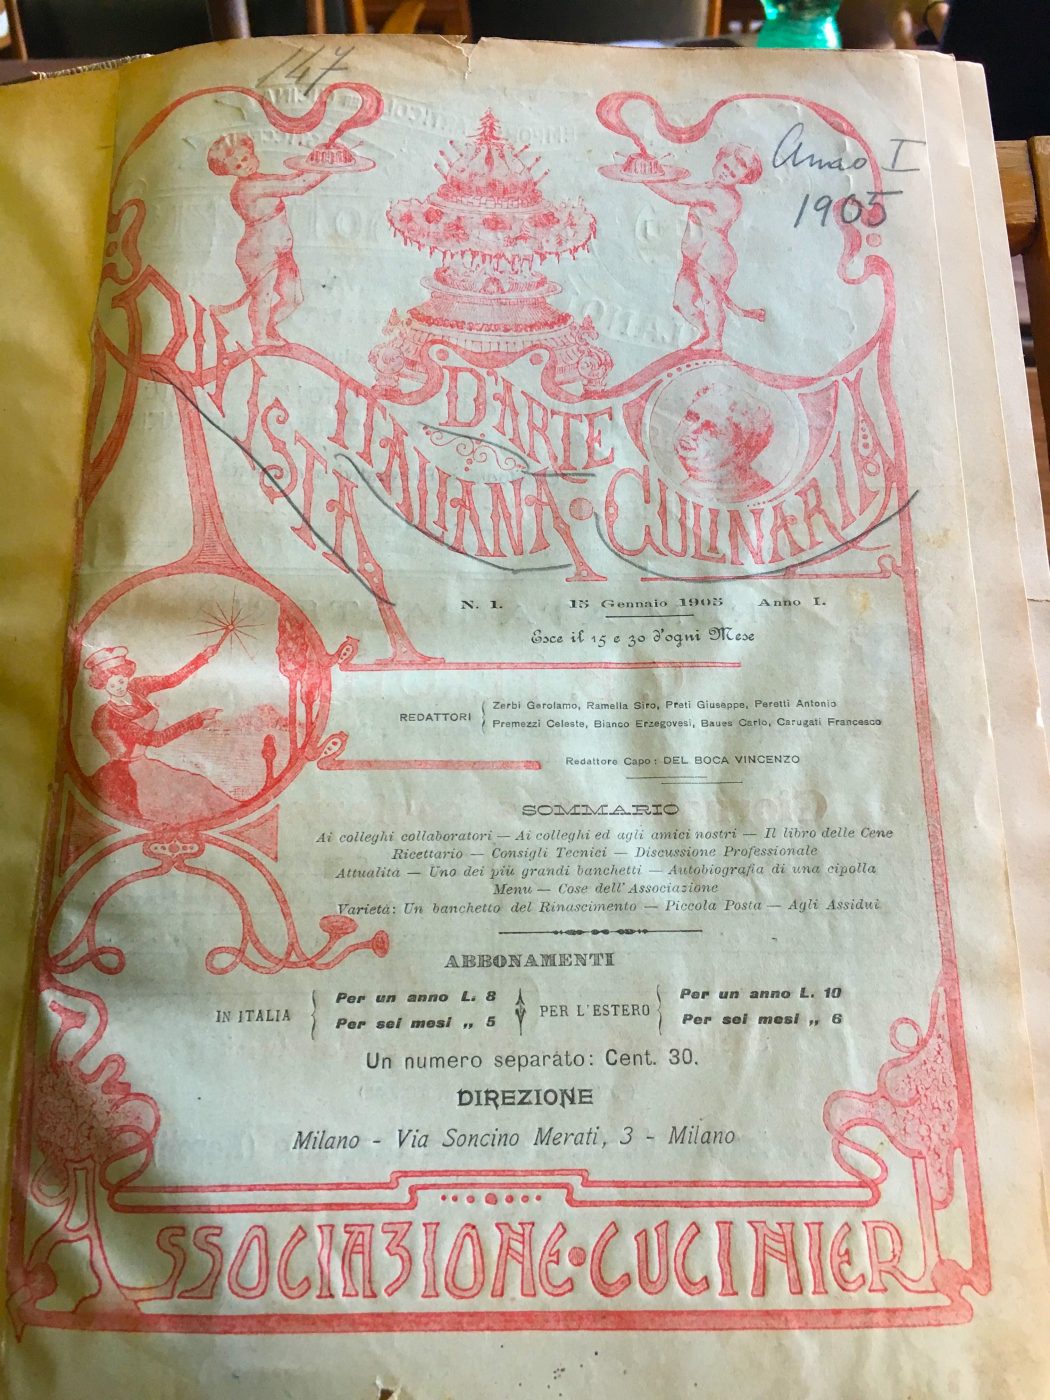 147
Anno I
1905
RIVISTA ITALIANA D'ARTE CULINARIA
N. 1. 15 Gennaio 1905 Anno I.
Esce il 15 e 30 d'ogni Mese
REDATTORI
Zerbi Gerolamo, Ramella Siro, Preti Giuseppe, Peretti Antonio
Premezzi Celeste, Bianco Erzegovesi, Baues Carlo, Carugati Francesco
Redattore Capo: DEL BOCA VINCENZO
SOMMARIO
Ai colleghi collaboratori — Ai colleghi ed agli amici nostri — Il libro delle Cene
Ricettario — Consigli Tecnici — Discussione Professionale
Attualità — Uno dei più grandi banchetti — Autobiografia di una cipolla
Menu — Cose dell'Associazione
Varietà: Un banchetto del Rinascimento — Piccola Posta — Agli Assidui
ABBONAMENTI
IN ITALIA
Per un anno L. 8
Per sei mesi „ 5
PER L'ESTERO
Per un anno L. 10
Per sei mesi „ 6
Un numero separato: Cent. 30.
DIREZIONE
Milano - Via Soncino Merati, 3 - Milano
ASSOCIAZIONE•CUCINIERI